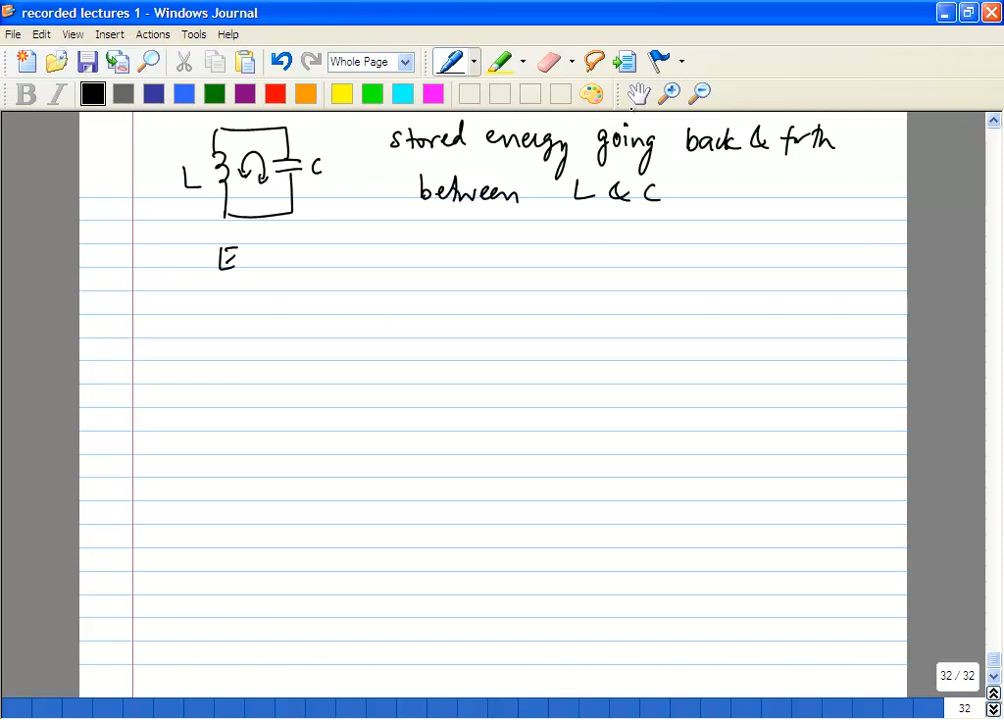 recorded lectures 1 - Windows Journal
File Edit View Insert Actions Tools Help
Whole Page
B I
stored energy going back & forth
L C
between L & C
E
32 / 32
32